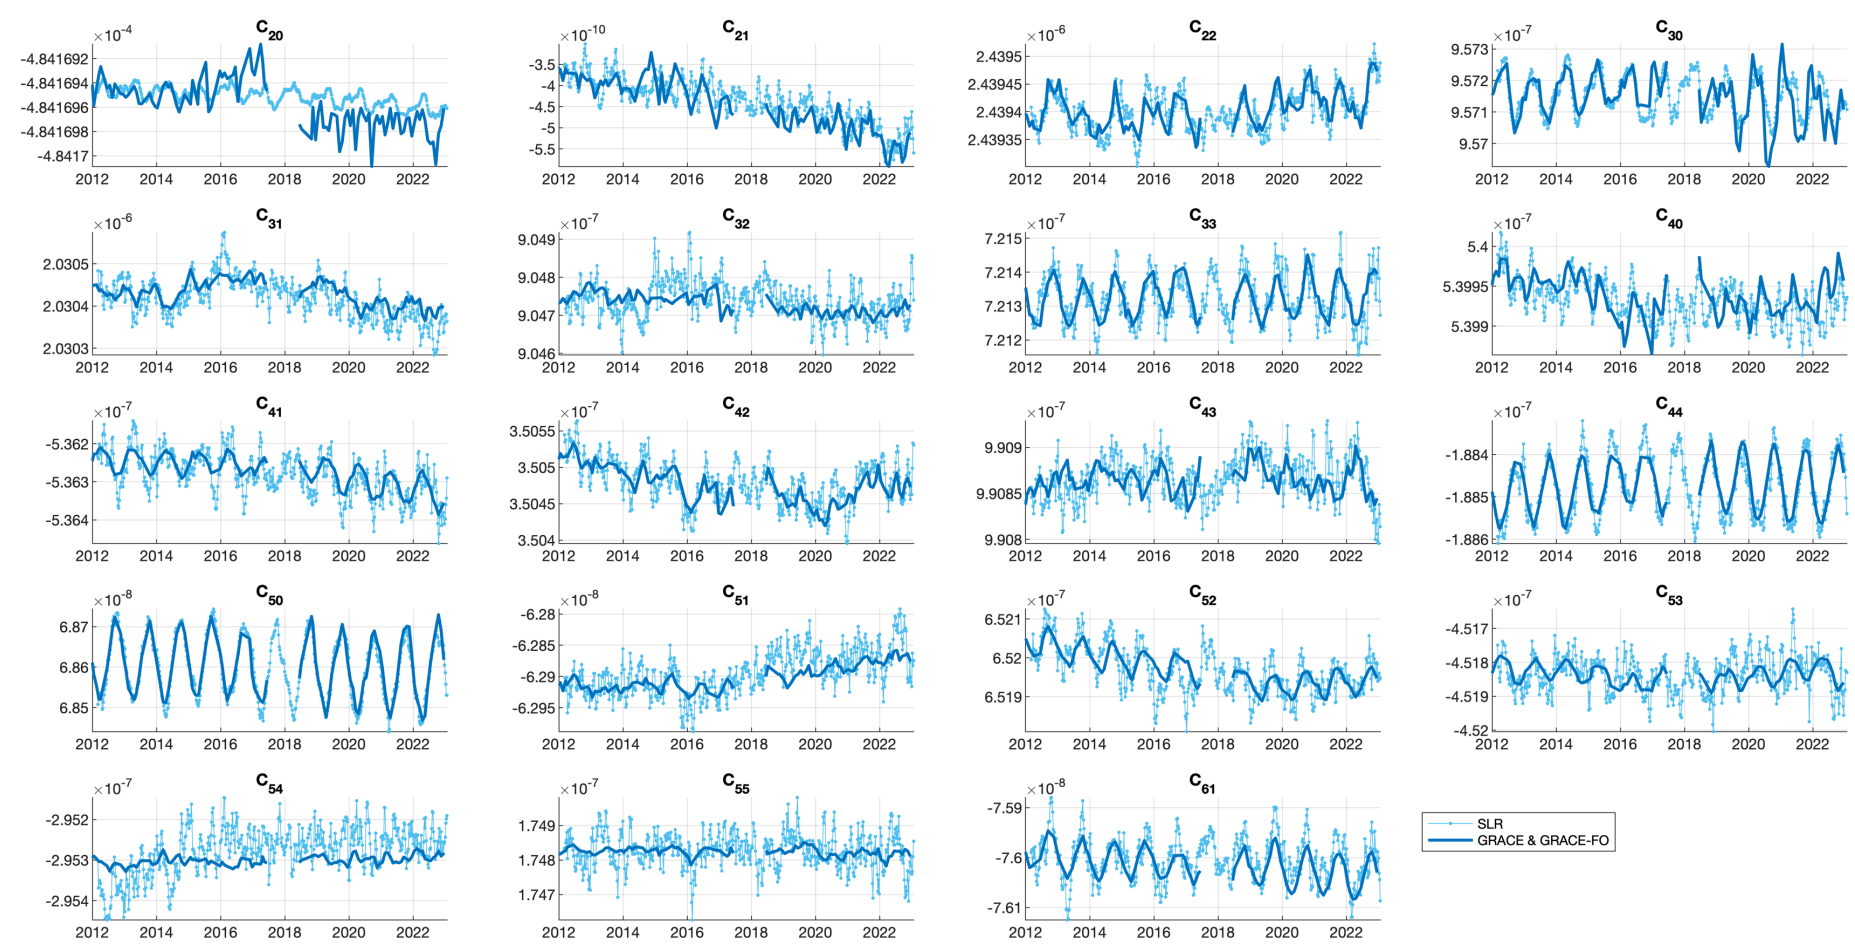 C20
×10-4
-4.841692
-4.841694
-4.841696
-4.841698
-4.8417
2012 2014 2016 2018 2020 2022
C21
×10-10
-3.5
-4
-4.5
-5
-5.5
2012 2014 2016 2018 2020 2022
C22
×10-6
2.4395
2.43945
2.4394
2.43935
2012 2014 2016 2018 2020 2022
C30
×10-7
9.573
9.572
9.571
9.57
2012 2014 2016 2018 2020 2022
C31
×10-6
2.0305
2.0304
2.0303
2012 2014 2016 2018 2020 2022
C32
×10-7
9.049
9.048
9.047
9.046
2012 2014 2016 2018 2020 2022
C33
×10-7
7.215
7.214
7.213
7.212
2012 2014 2016 2018 2020 2022
C40
×10-7
5.4
5.3995
5.399
2012 2014 2016 2018 2020 2022
C41
×10-7
-5.362
-5.363
-5.364
2012 2014 2016 2018 2020 2022
C42
×10-7
3.5055
3.505
3.5045
3.504
2012 2014 2016 2018 2020 2022
C43
×10-7
9.909
9.9085
9.908
2012 2014 2016 2018 2020 2022
C44
×10-7
-1.884
-1.885
-1.886
2012 2014 2016 2018 2020 2022
C50
×10-8
6.87
6.86
6.85
2012 2014 2016 2018 2020 2022
C51
×10-8
-6.28
-6.285
-6.29
-6.295
2012 2014 2016 2018 2020 2022
C52
×10-7
6.521
6.52
6.519
2012 2014 2016 2018 2020 2022
C53
×10-7
-4.517
-4.518
-4.519
-4.52
2012 2014 2016 2018 2020 2022
C54
×10-7
-2.952
-2.953
-2.954
2012 2014 2016 2018 2020 2022
C55
×10-7
1.749
1.748
1.747
2012 2014 2016 2018 2020 2022
C61
×10-8
-7.59
-7.6
-7.61
2012 2014 2016 2018 2020 2022
SLR
GRACE & GRACE-FO